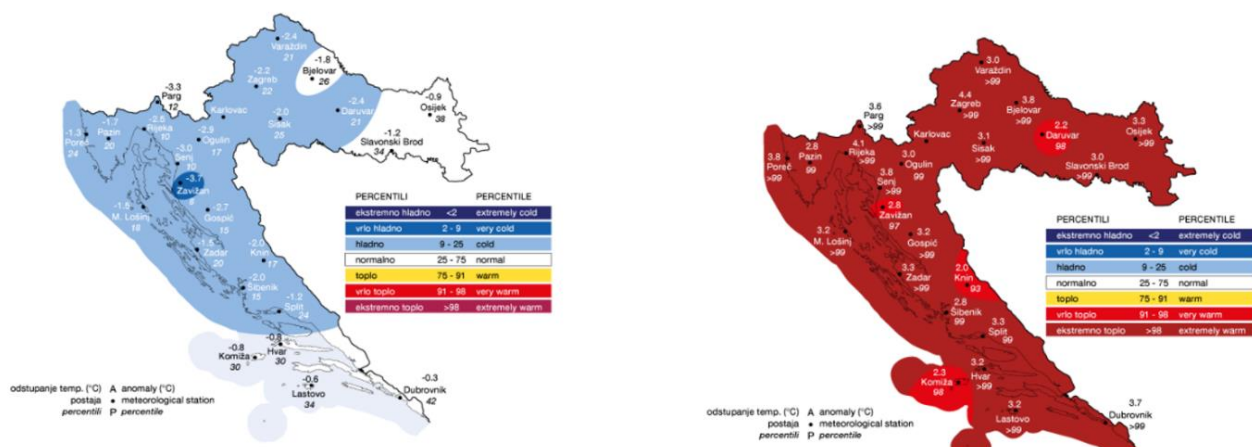 -2.4
Varaždin
21
-1.8
Bjelovar
26
-2.2
Zagreb
22
-3.3
Parg
12
-0.9
Osijek
38
-2.4
Daruvar
21
Karlovac
-2.0
Sisak
25
-1.7
Pazin
20
-2.6
Rijeka
10
-1.3
Poreč
24
-2.9
Ogulin
17
-1.2
Slavonski Brod
34
-3.0
Senj
10
-3.7
Zavižan
8
-1.5
M. Lošinj
18
-2.7
Gospić
15
-1.5
Zadar
20
-2.0
Knin
17
-2.0
Šibenik
15
-1.2
Split
24
-0.8
Hvar
30
-0.8
Komiža
30
-0.6
Lastovo
34
-0.3
Dubrovnik
42
PERCENTILI PERCENTILE
ekstremno hladno <2 extremely cold
vrlo hladno 2 - 9 very cold
hladno 9 - 25 cold
normalno 25 - 75 normal
toplo 75 - 91 warm
vrlo toplo 91 - 98 very warm
ekstremno toplo >98 extremely warm
odstupanje temp. (°C) A anomaly (°C)
postaja • meteorological station
percentili P percentile
3.0
Varaždin
>99
4.4
Zagreb
>99
3.8
Bjelovar
>99
3.6
Parg
>99
2.2
Daruvar
98
3.3
Osijek
>99
Karlovac
3.1
Sisak
>99
4.1
Rijeka
>99
2.8
Pazin
99
3.8
Poreč
>99
3.0
Ogulin
>99
3.0
Slavonski Brod
>99
3.8
Senj
>99
2.8
Zavižan
97
3.2
M. Lošinj
>99
3.2
Gospić
>99
3.3
Zadar
>99
2.0
Knin
93
2.8
Šibenik
99
3.3
Split
99
3.2
Hvar
>99
2.3
Komiža
98
3.2
Lastovo
>99
3.7
Dubrovnik
>99
PERCENTILI PERCENTILE
ekstremno hladno <2 extremely cold
vrlo hladno 2 - 9 very cold
hladno 9 - 25 cold
normalno 25 - 75 normal
toplo 75 - 91 warm
vrlo toplo 91 - 98 very warm
ekstremno toplo >98 extremely warm
odstupanje temp. (°C) A anomaly (°C)
postaja • meteorological station
percentili P percentile